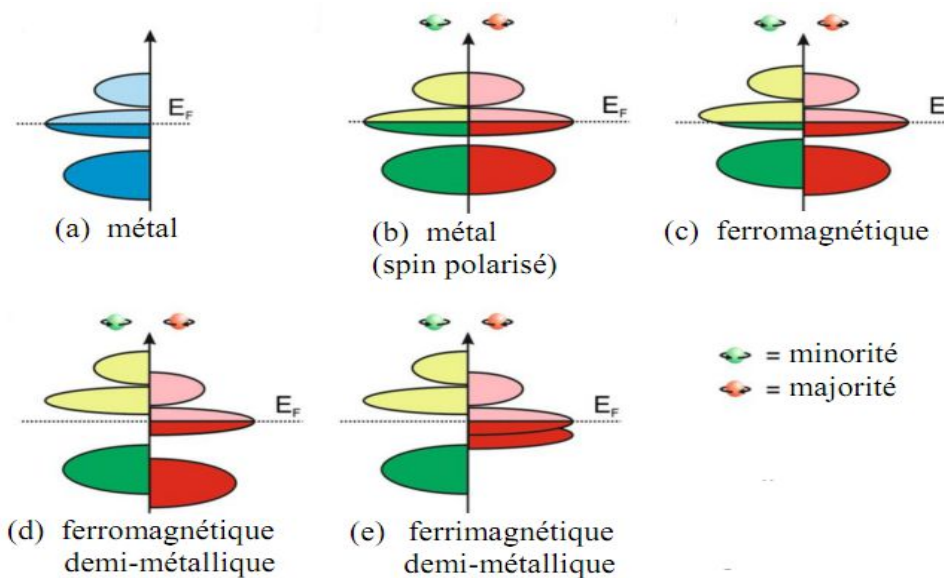 E_F
E_F
E
(a) métal
(b) métal
(spin polarisé)
(c) ferromagnétique
= minorité
= majorité
E_F
E_F
(d) ferromagnétique
demi-métallique
(e) ferrimagnétique
demi-métallique